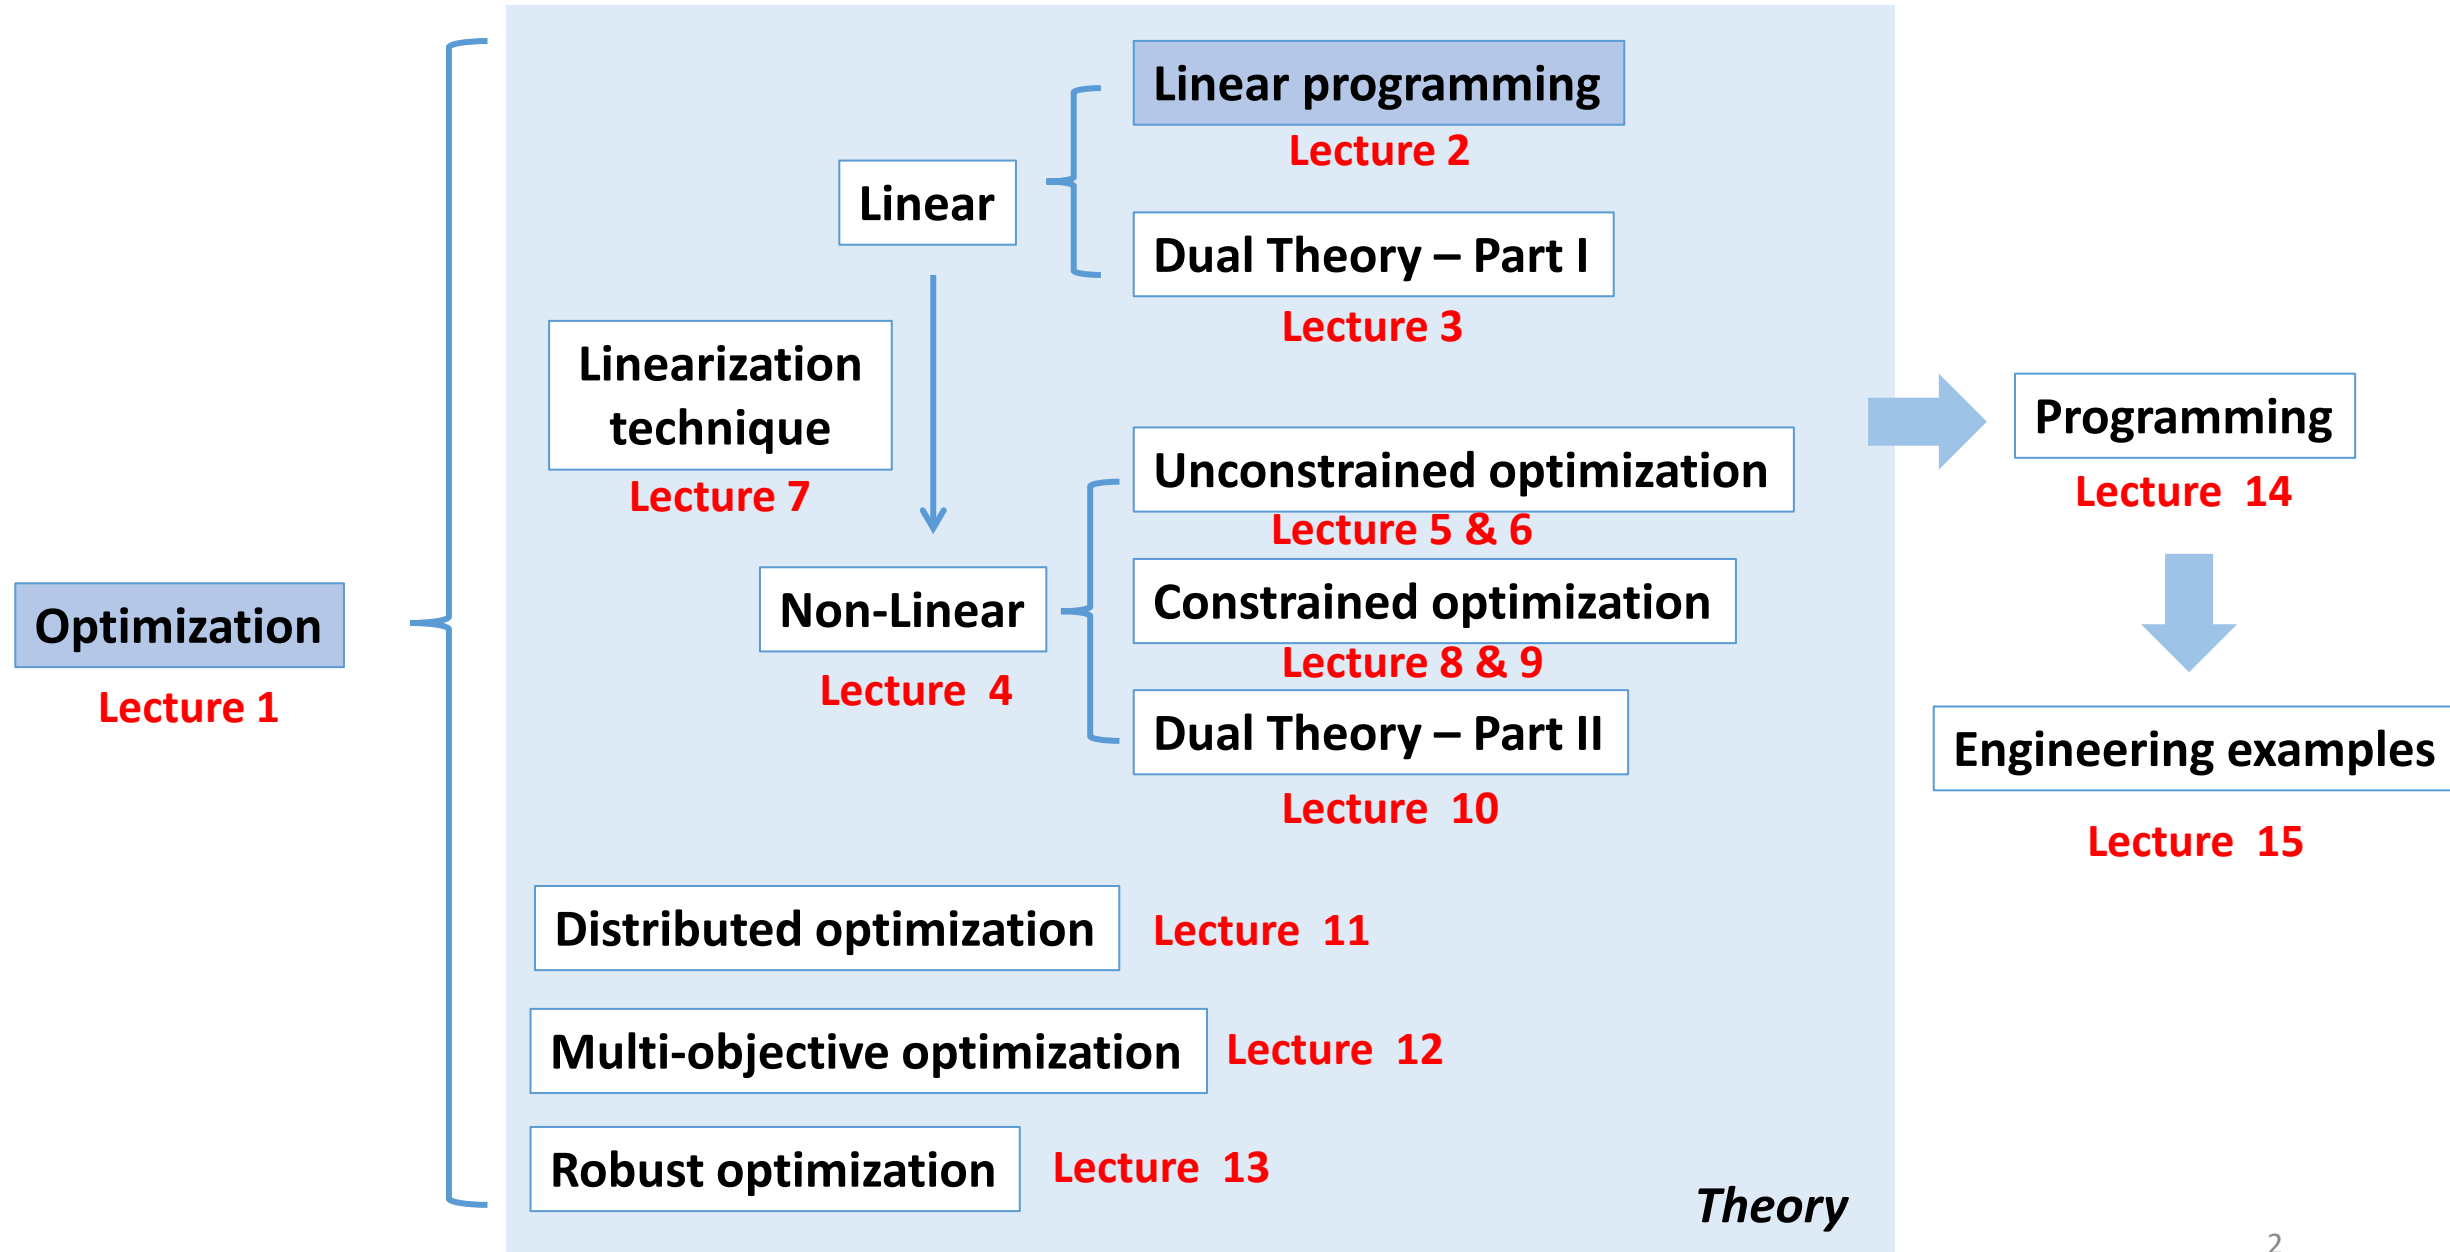 Optimization
Lecture 1
Linear
Linear programming
Lecture 2
Dual Theory – Part I
Lecture 3
Linearization
technique
Lecture 7
Non-Linear
Lecture  4
Unconstrained optimization
Lecture 5 & 6
Constrained optimization
Lecture 8 & 9
Dual Theory – Part II
Lecture  10
Distributed optimization
Lecture  11
Multi-objective optimization
Lecture  12
Robust optimization
Lecture  13
Theory
Programming
Lecture  14
Engineering examples
Lecture  15
2